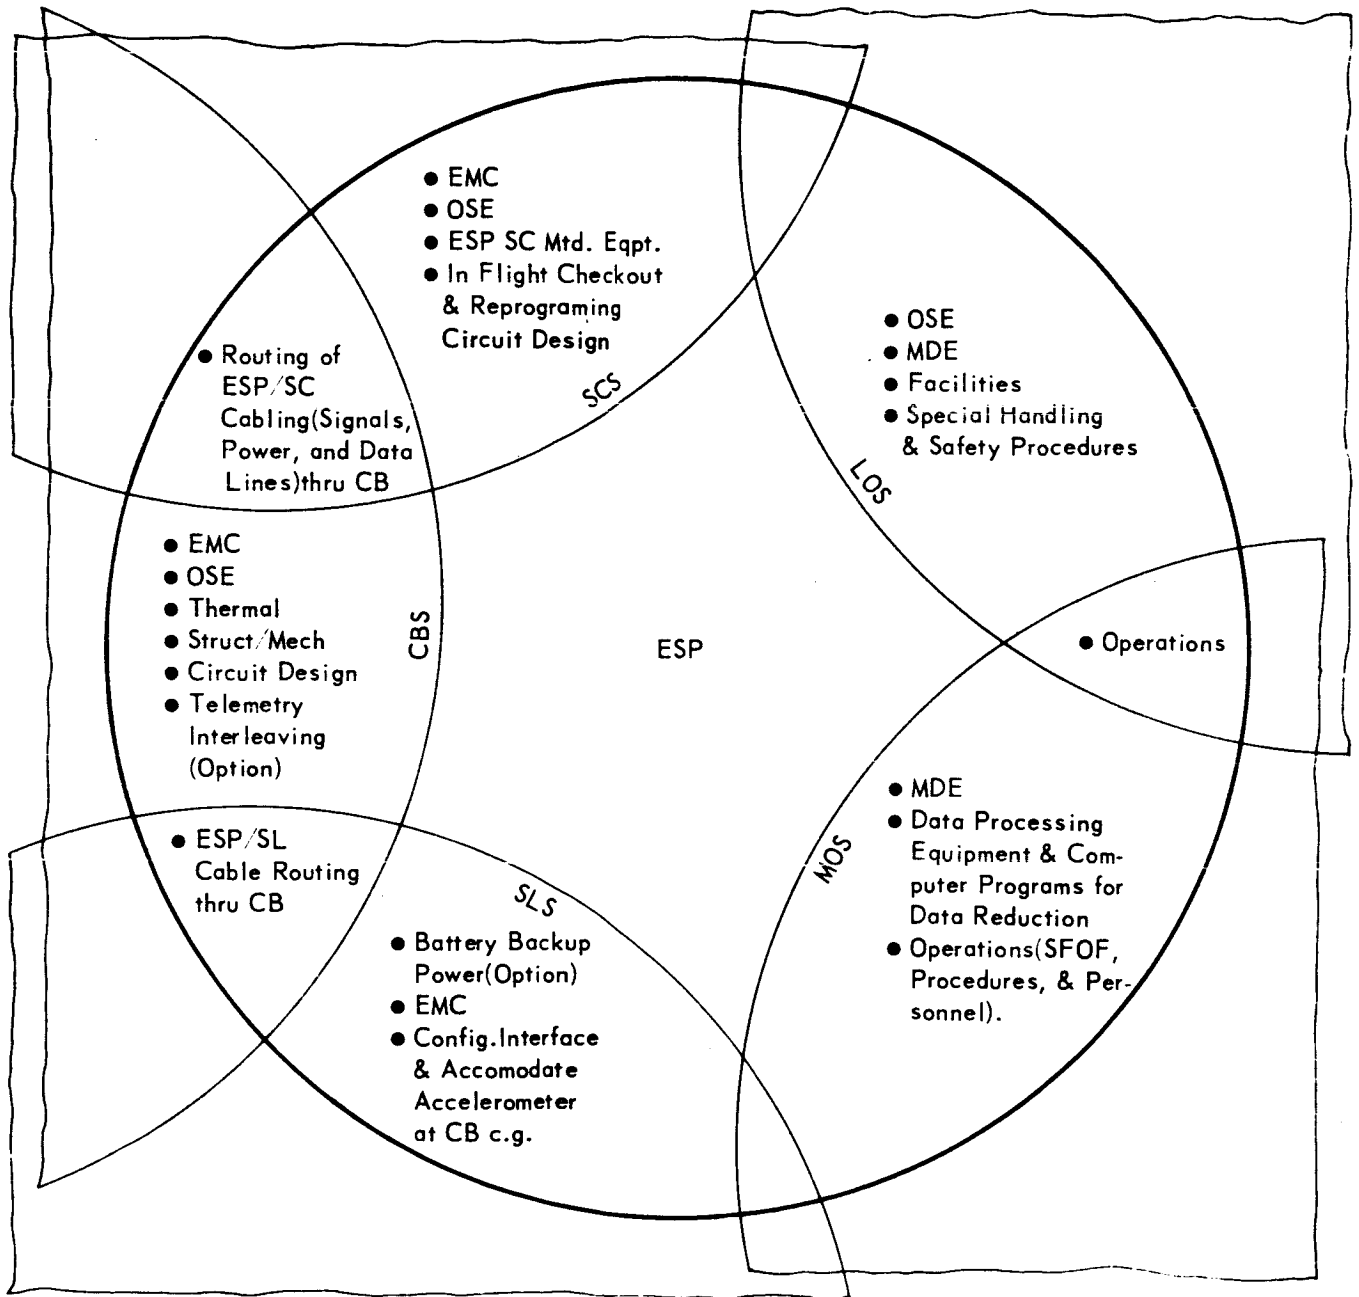 ● EMC
● OSE
● ESP SC Mtd. Eqpt.
● In Flight Checkout
& Reprograming
Circuit Design
SCS
● Routing of
ESP/SC
Cabling(Signals,
Power, and Data
Lines)thru CB
● OSE
● MDE
● Facilities
● Special Handling
& Safety Procedures
LOS
● EMC
● OSE
● Thermal
● Struct/Mech
● Circuit Design
● Telemetry
Interleaving
(Option)
CBS
ESP
● Operations
● ESP/SL
Cable Routing
thru CB
SLS
● Battery Backup
Power(Option)
● EMC
● Config.Interface
& Accomodate
Accelerometer
at CB c.g.
MOS
● MDE
● Data Processing
Equipment & Com-
puter Programs for
Data Reduction
● Operations(SFOF,
Procedures, & Per-
sonnel).